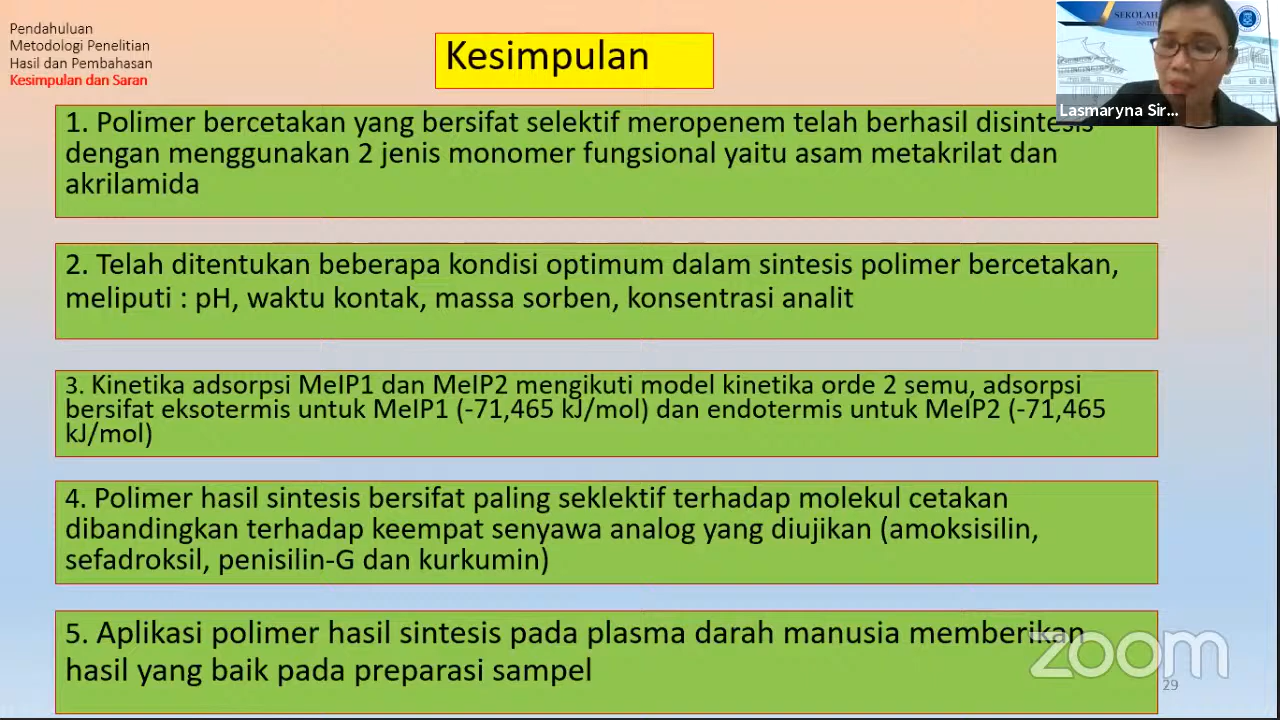 Pendahuluan
Metodologi Penelitian
Hasil dan Pembahasan
Kesimpulan dan Saran
Kesimpulan
SEKOLAH
Lasmaryna Sir...
1. Polimer bercetakan yang bersifat selektif meropenem telah berhasil disintesis
dengan menggunakan 2 jenis monomer fungsional yaitu asam metakrilat dan
akrilamida
2. Telah ditentukan beberapa kondisi optimum dalam sintesis polimer bercetakan,
meliputi : pH, waktu kontak, massa sorben, konsentrasi analit
3. Kinetika adsorpsi MeIP1 dan MeIP2 mengikuti model kinetika orde 2 semu, adsorpsi
bersifat eksotermis untuk MeIP1 (-71,465 kJ/mol) dan endotermis untuk MeIP2 (-71,465
kJ/mol)
4. Polimer hasil sintesis bersifat paling seklektif terhadap molekul cetakan
dibandingkan terhadap keempat senyawa analog yang diujikan (amoksisilin,
sefadroksil, penisilin-G dan kurkumin)
5. Aplikasi polimer hasil sintesis pada plasma darah manusia memberikan
hasil yang baik pada preparasi sampel
zoom
29